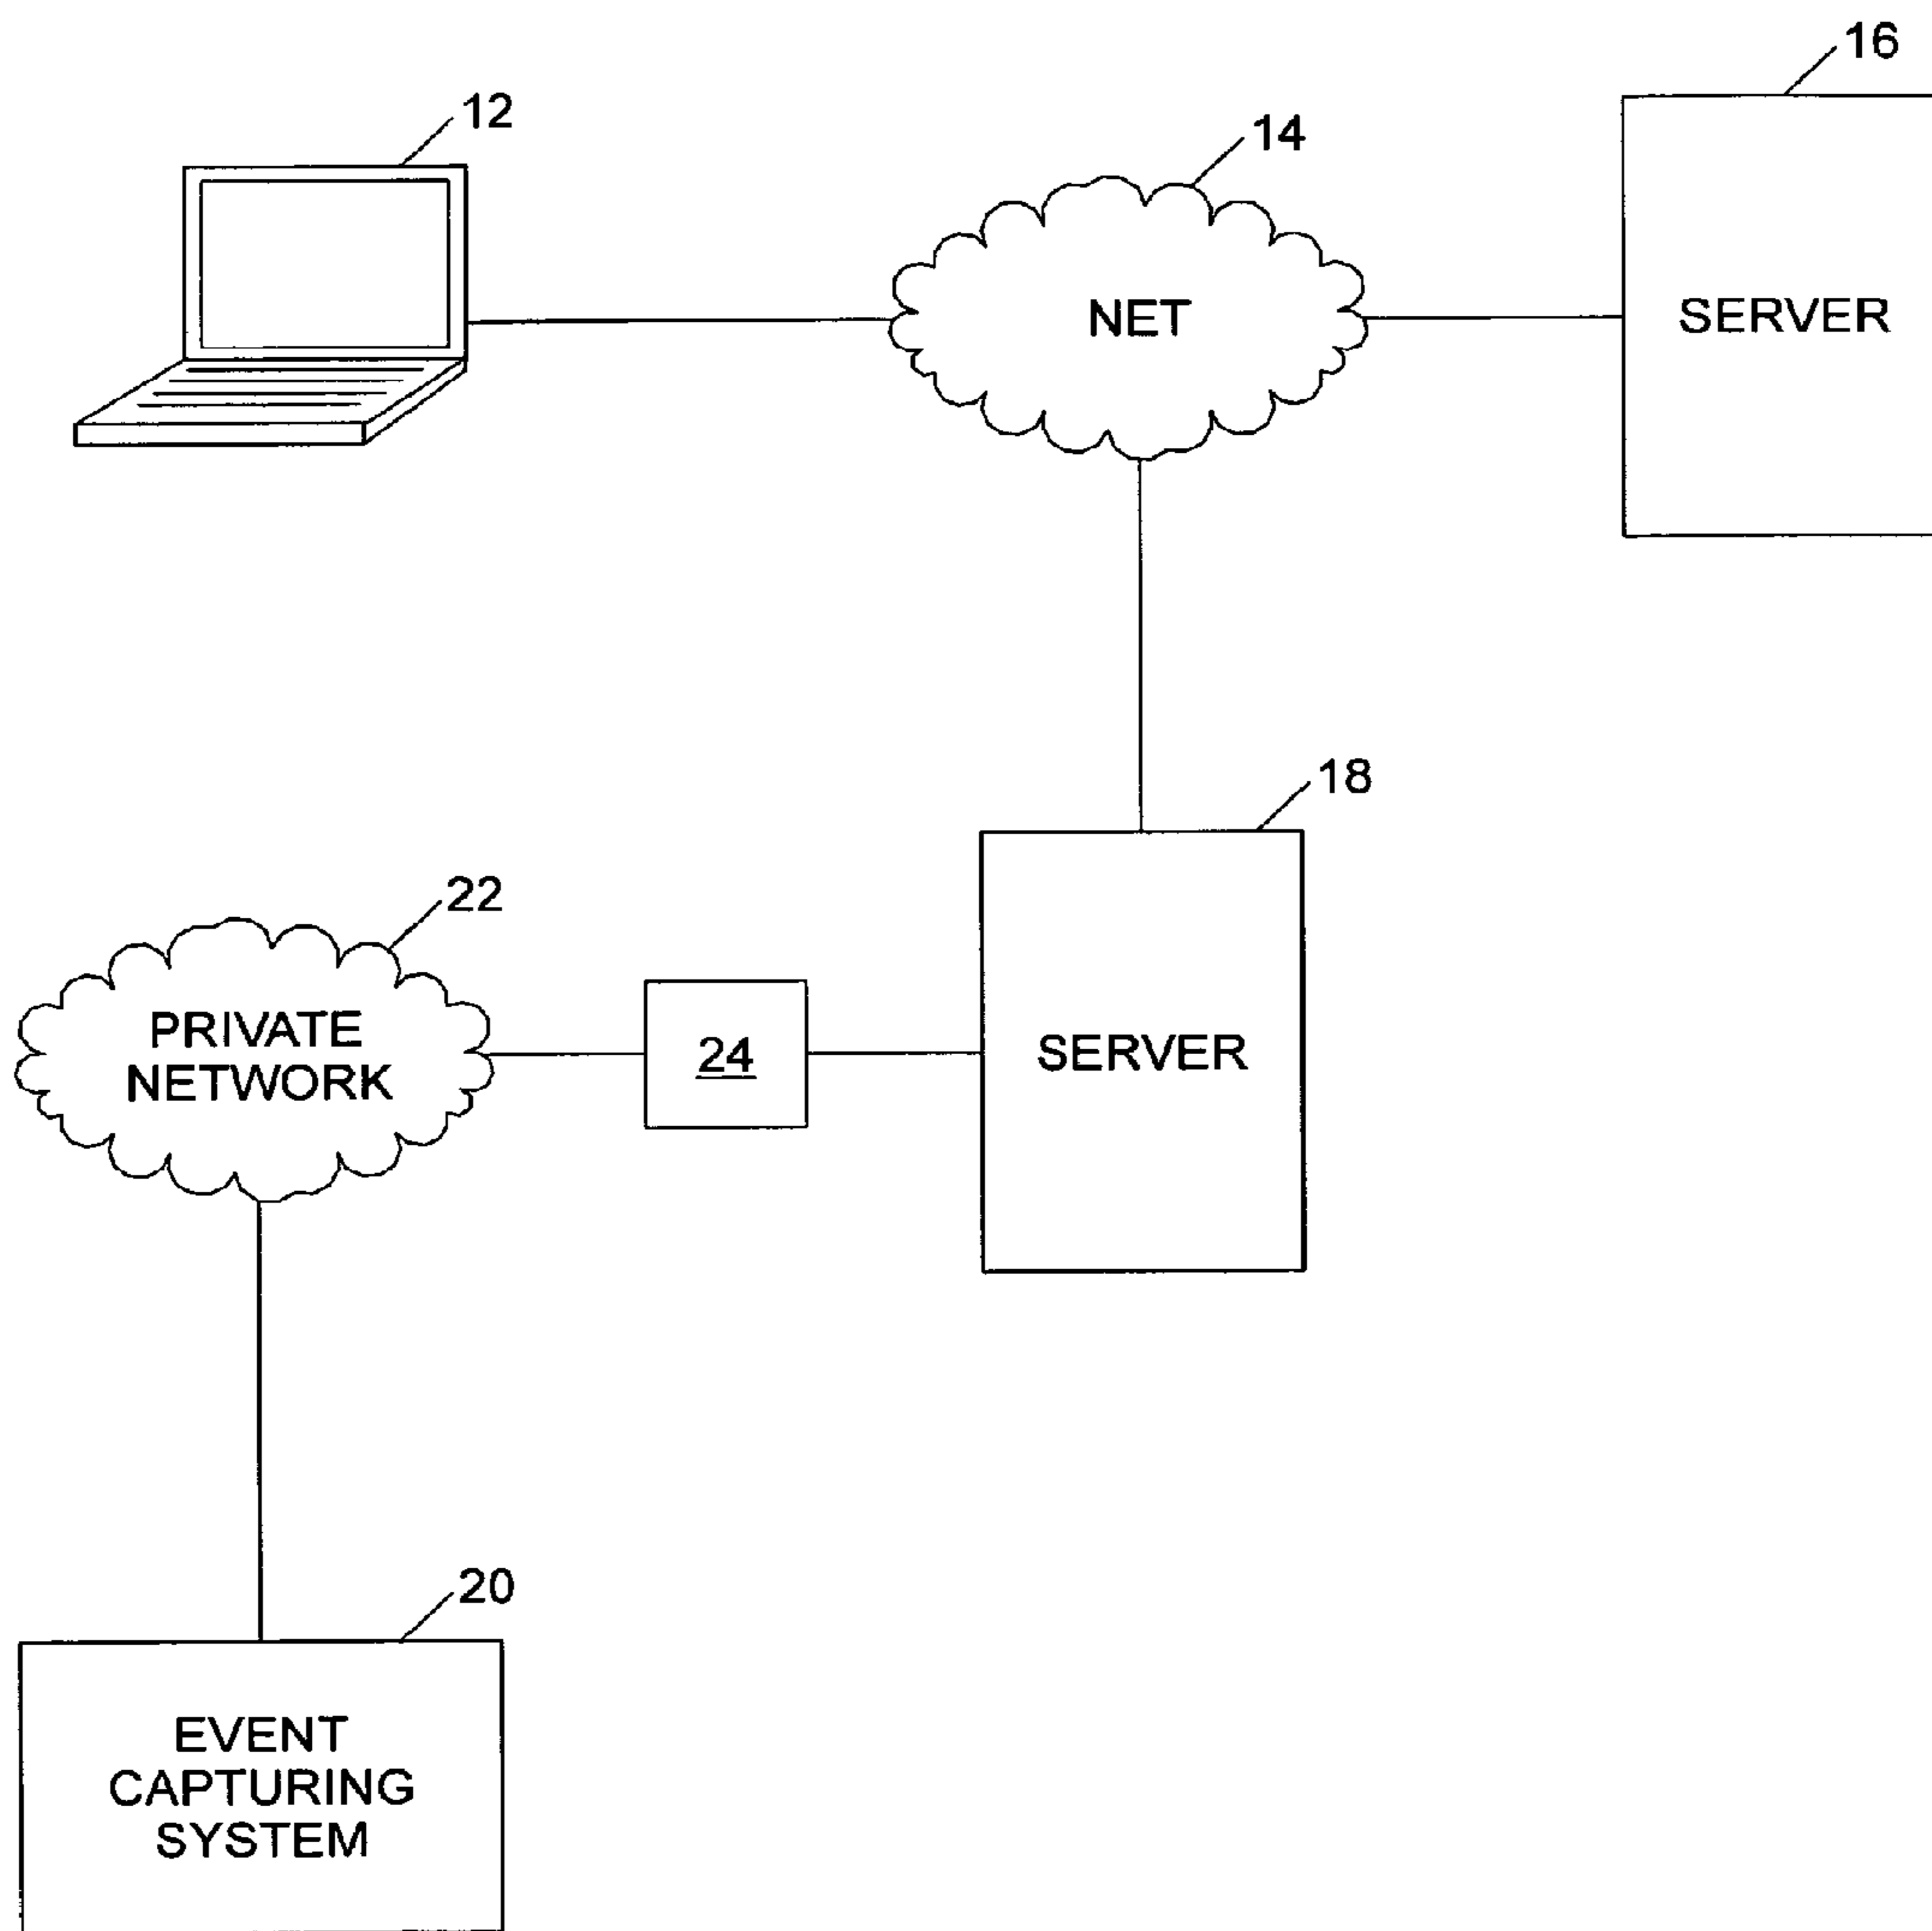 16
12
14
NET
SERVER
18
22
PRIVATE
NETWORK
24
SERVER
20
EVENT
CAPTURING
SYSTEM